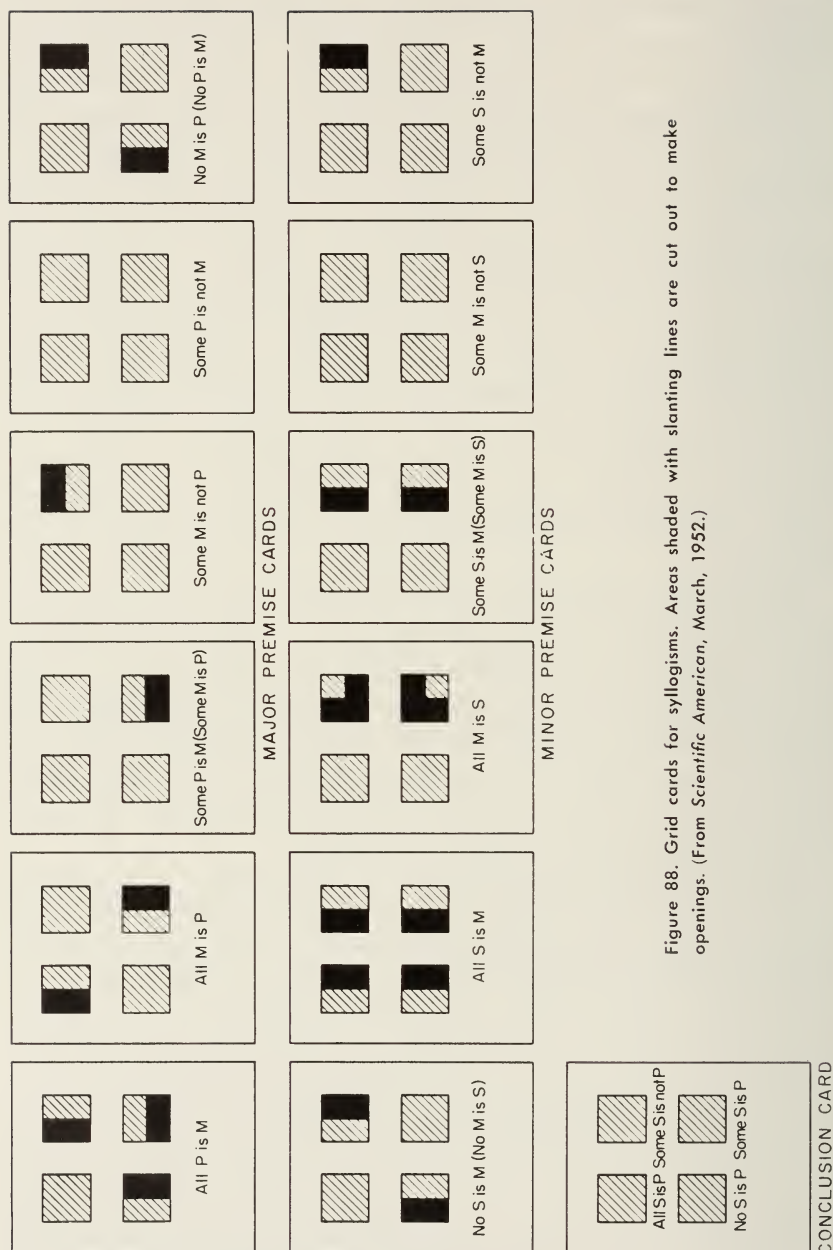 All P is M
All M is P
Some P is M (Some M is P)
Some M is not P
Some P is not M
No M is P (No P is M)
MAJOR PREMISE CARDS
No S is M (No M is S)
All S is M
All M is S
Some S is M (Some M is S)
Some M is not S
Some S is not M
MINOR PREMISE CARDS
All S is P Some S is not P
No S is P Some S is P
CONCLUSION CARD
Figure 88. Grid cards for syllogisms. Areas shaded with slanting lines are cut out to make
openings. (From Scientific American, March, 1952.)